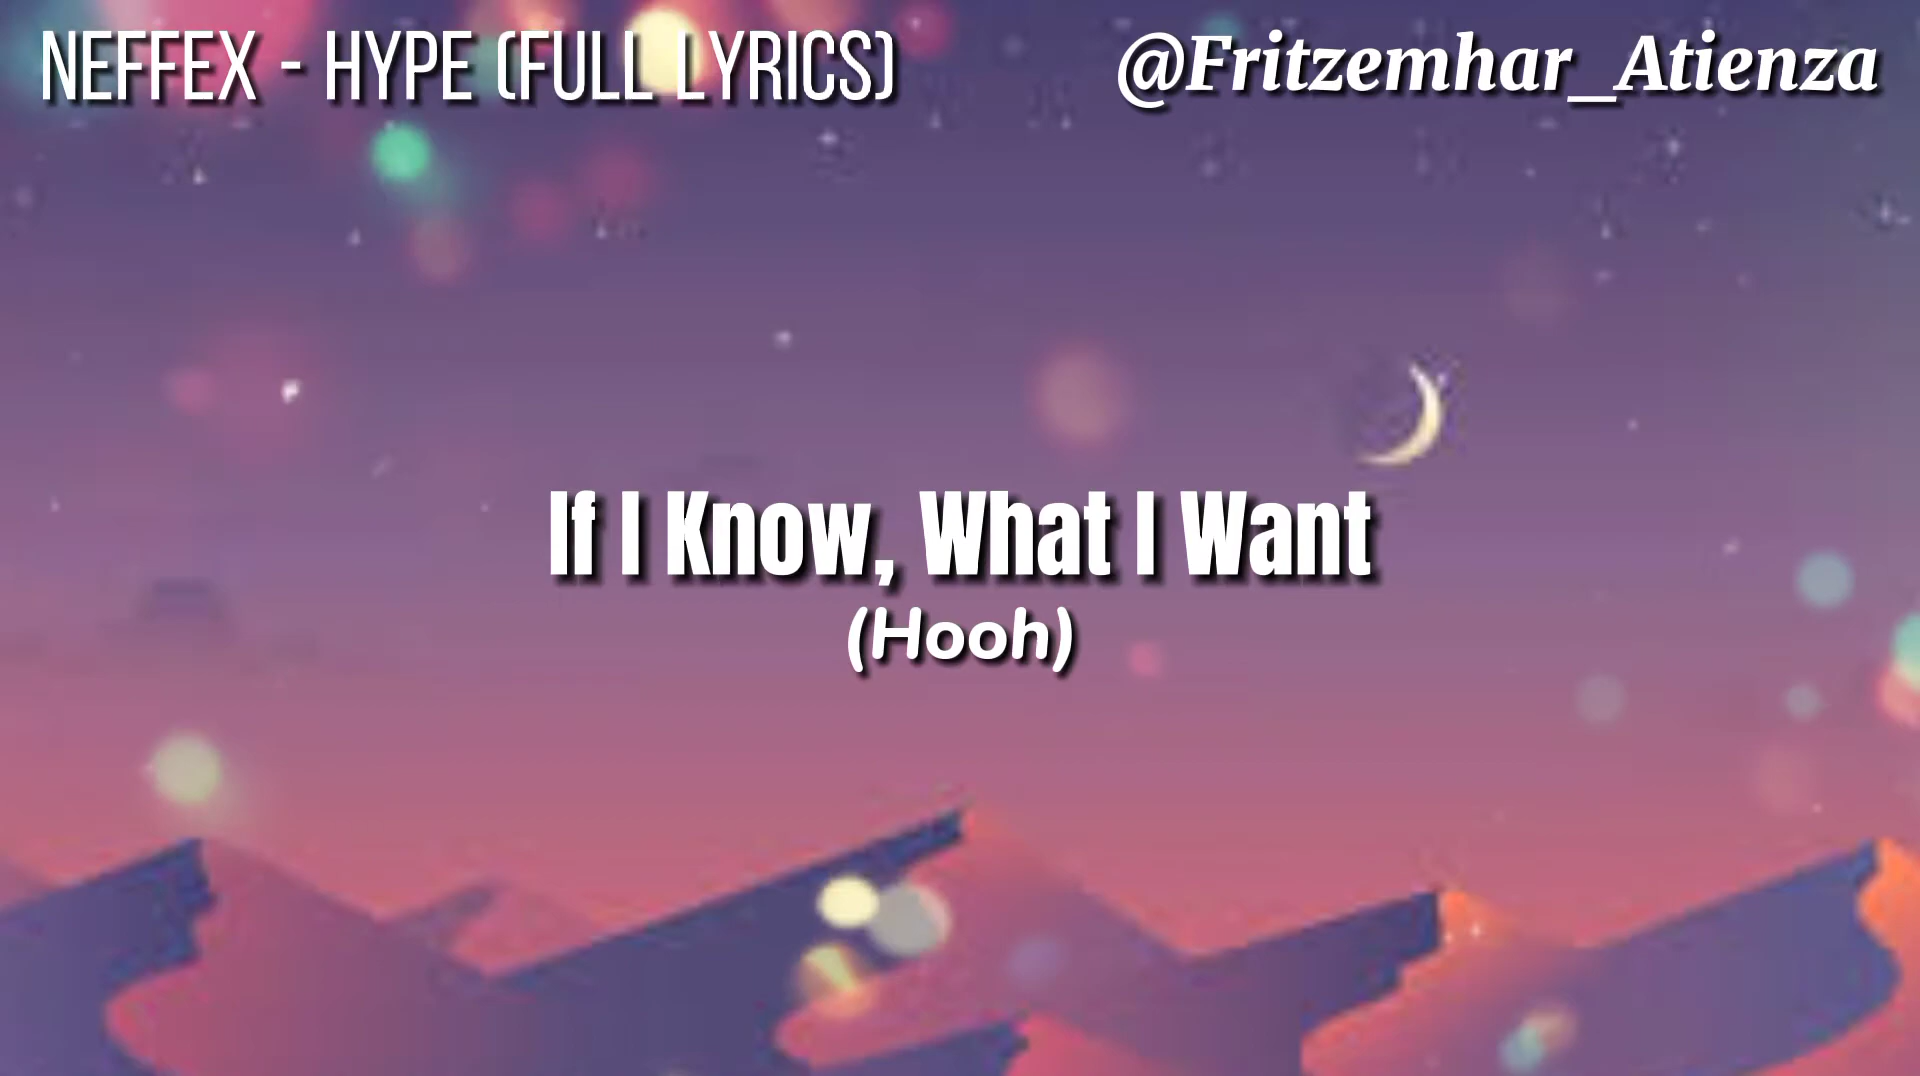 NEFFEX - HYPE (FULL LYRICS)
@Fritzemhar_Atienza
If I Know, What I Want
(Hooh)